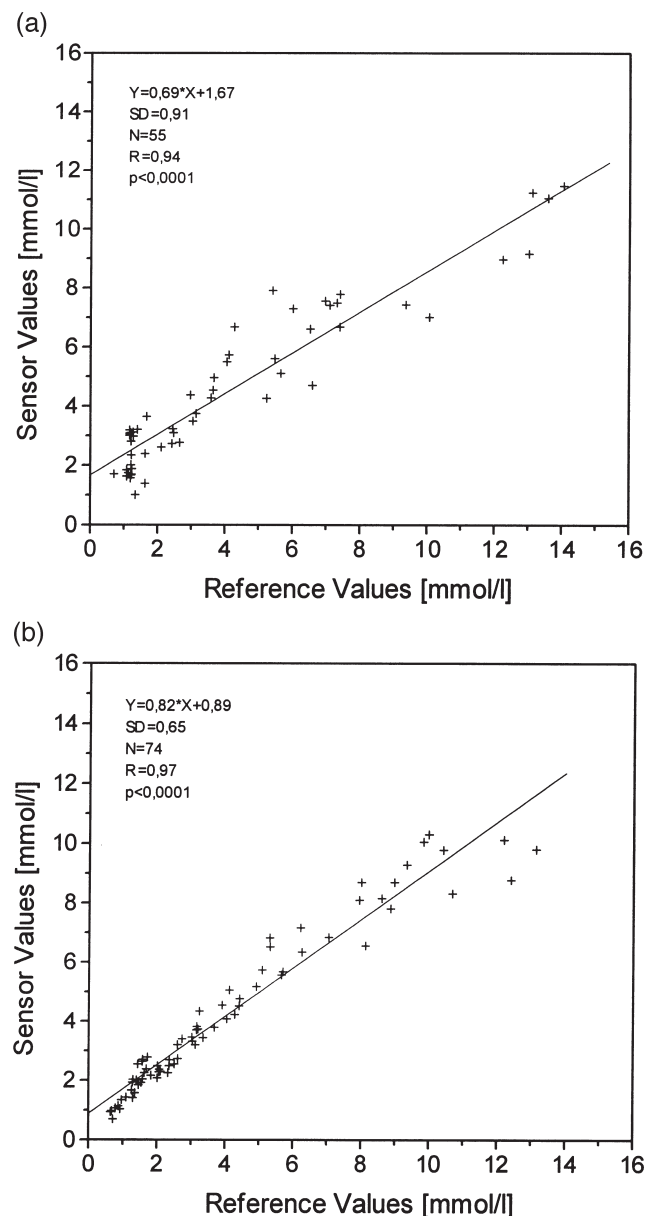 (a)
16
14
12
10
8
6
4
2
0
Sensor Values [mmol/l]
Y=0,69*X+1,67
SD=0,91
N=55
R=0,94
p<0,0001
0 2 4 6 8 10 12 14 16
Reference Values [mmol/l]
(b)
16
14
12
10
8
6
4
2
0
Sensor Values [mmol/l]
Y=0,82*X+0,89
SD=0,65
N=74
R=0,97
p<0,0001
0 2 4 6 8 10 12 14 16
Reference Values [mmol/l]